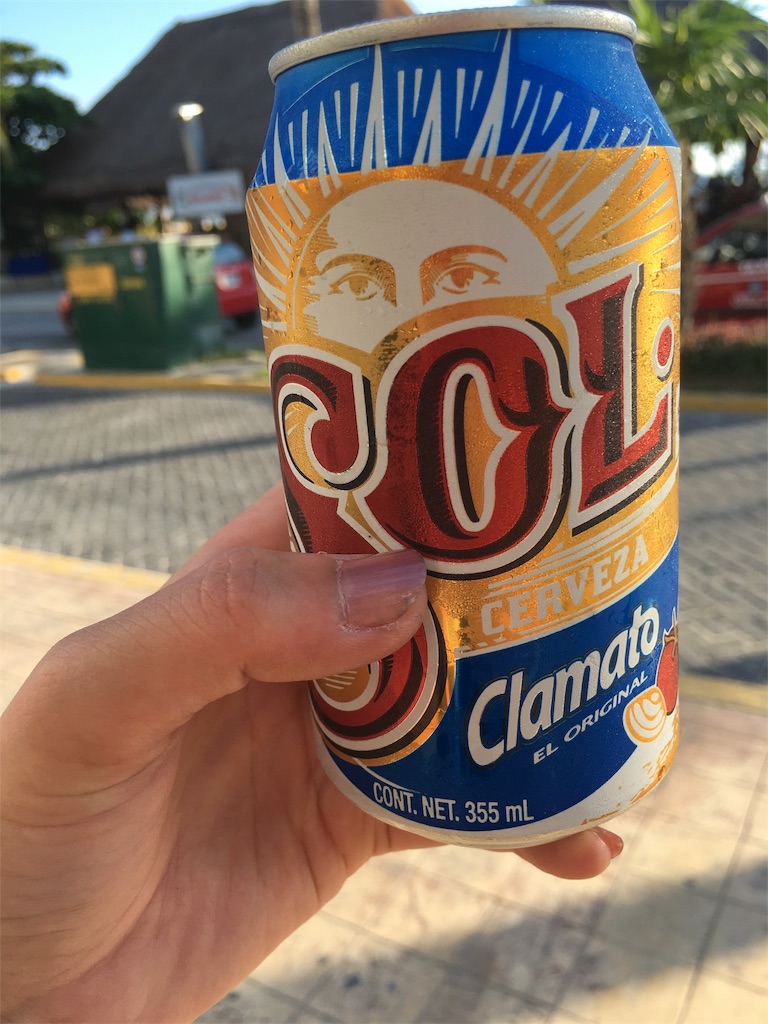 SOL
CERVEZA
Clamato
EL ORIGINAL
CONT. NET. 355 mL